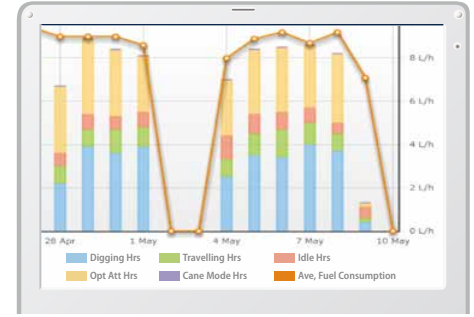 8 L/h
6 L/h
4 L/h
2 L/h
0 L/h
28 Apr 1 May 4 May 7 May 10 May
Digging Hrs Travelling Hrs Idle Hrs
Opt Att Hrs Cane Mode Hrs Ave, Fuel Consumption